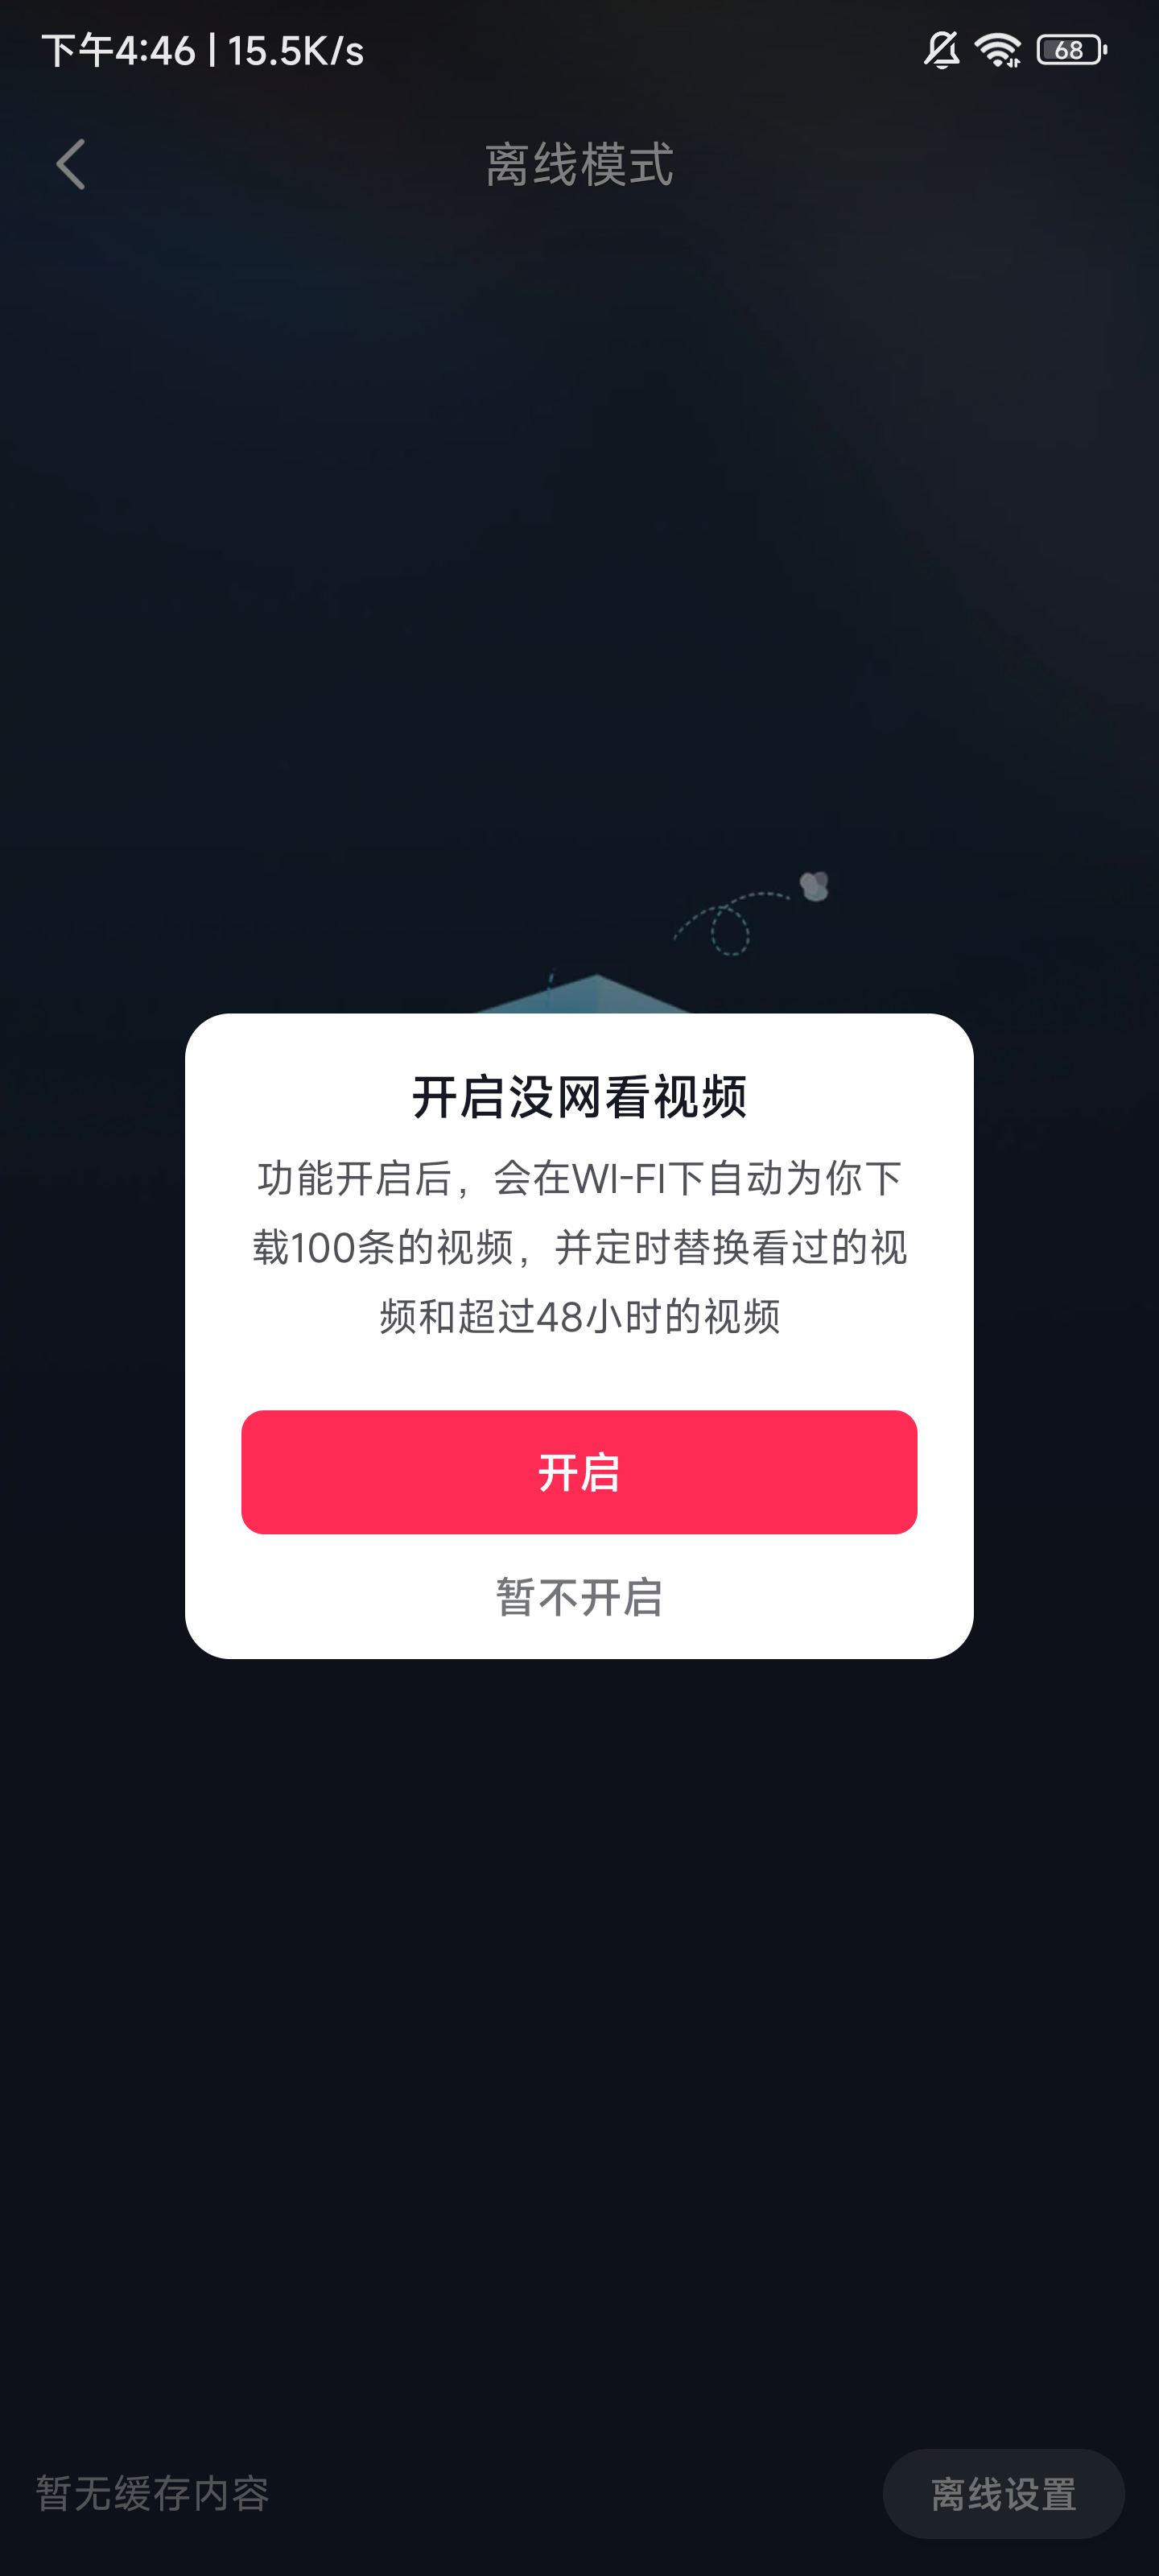 下午4:46 | 15.5K/s
68
离线模式
开启没网看视频
功能开启后，会在WI-FI下自动为你下
载100条的视频，并定时替换看过的视
频和超过48小时的视频
开启
暂不开启
暂无缓存内容
离线设置